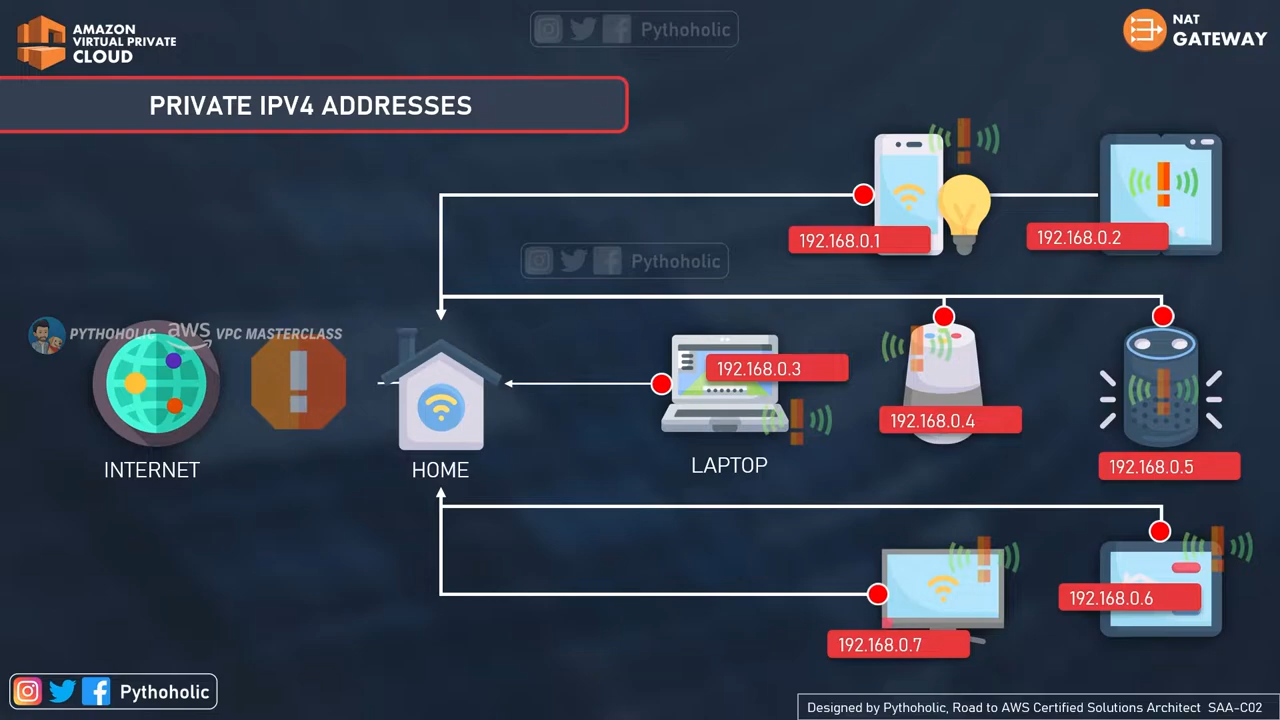 AMAZON
VIRTUAL PRIVATE
CLOUD
Pythoholic
NAT
GATEWAY
PRIVATE IPV4 ADDRESSES
192.168.0.1
192.168.0.2
Pythoholic
PYTHOHOLIC
aws
VPC MASTERCLASS
192.168.0.3
192.168.0.4
192.168.0.5
INTERNET
HOME
LAPTOP
192.168.0.6
192.168.0.7
Pythoholic
Designed by Pythoholic, Road to AWS Certified Solutions Architect SAA-C02